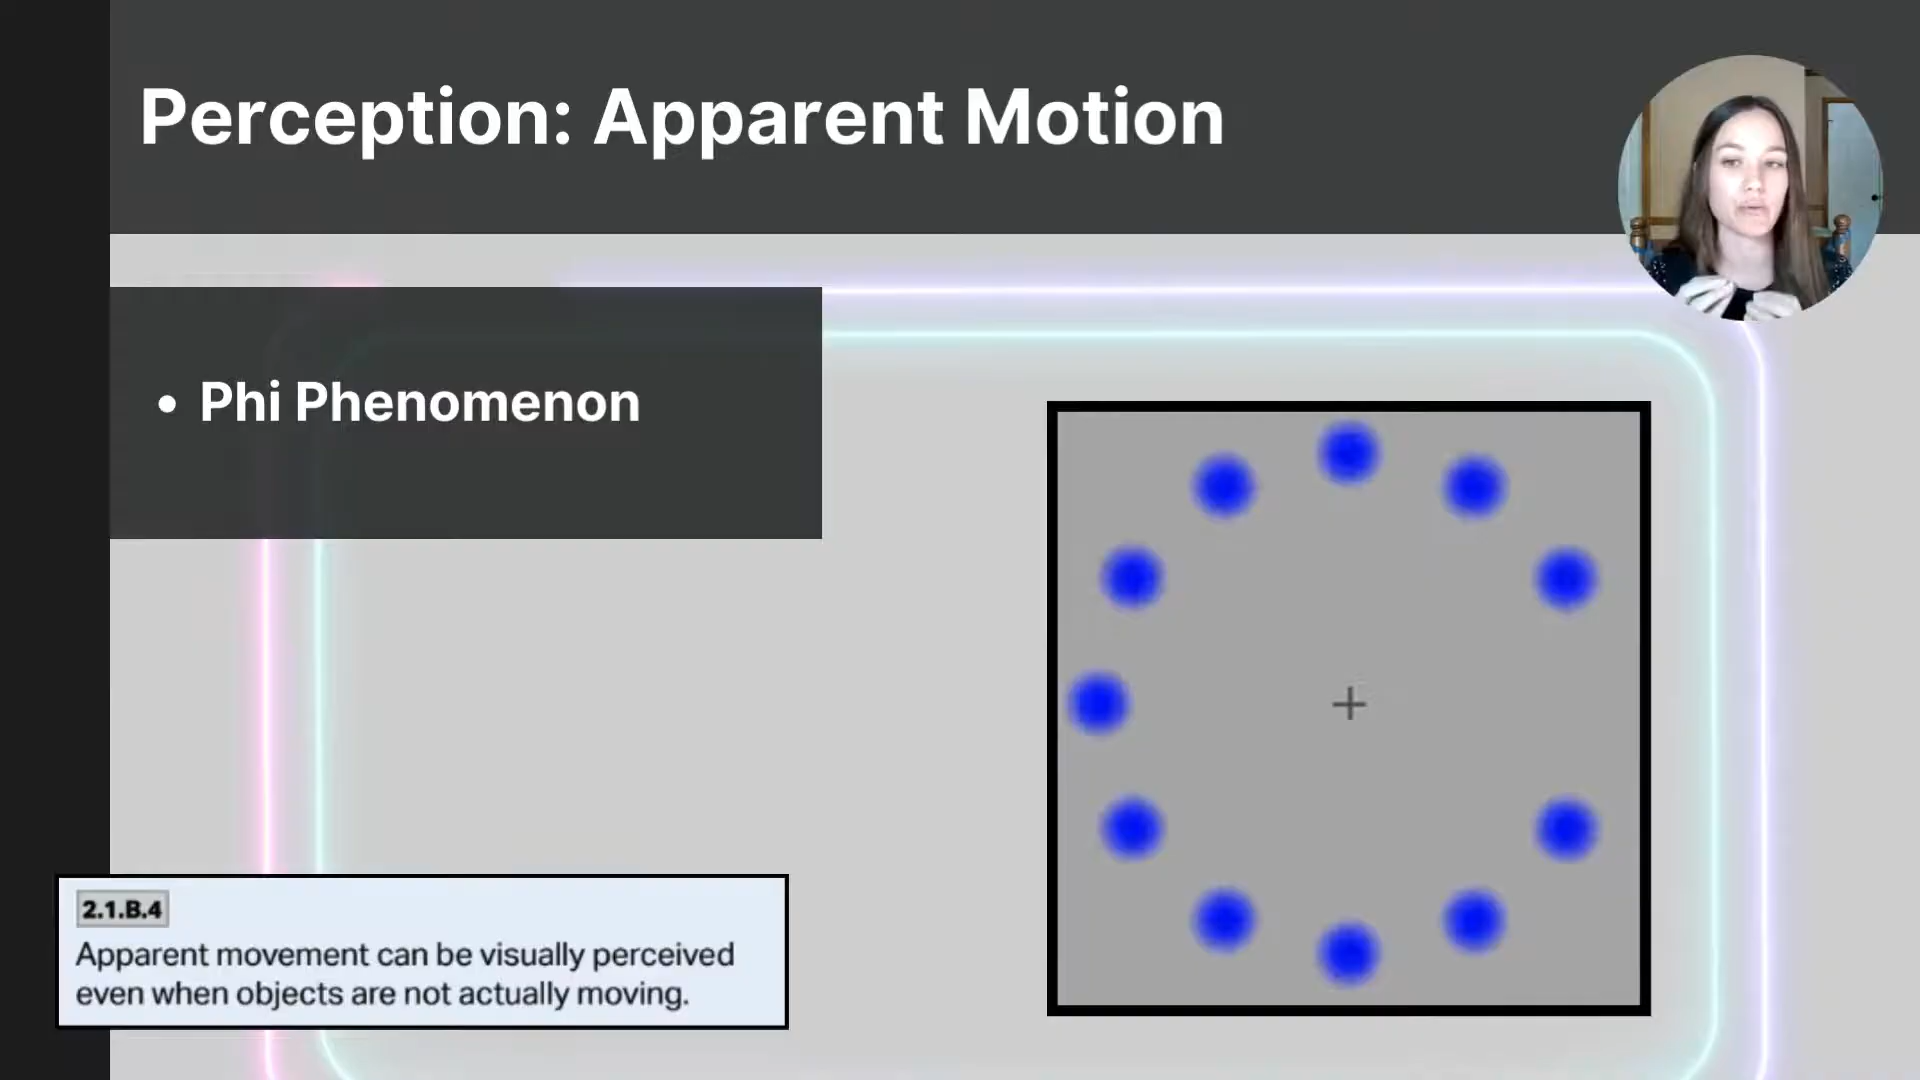 Perception: Apparent Motion
• Phi Phenomenon
2.1.B.4
Apparent movement can be visually perceived
even when objects are not actually moving.